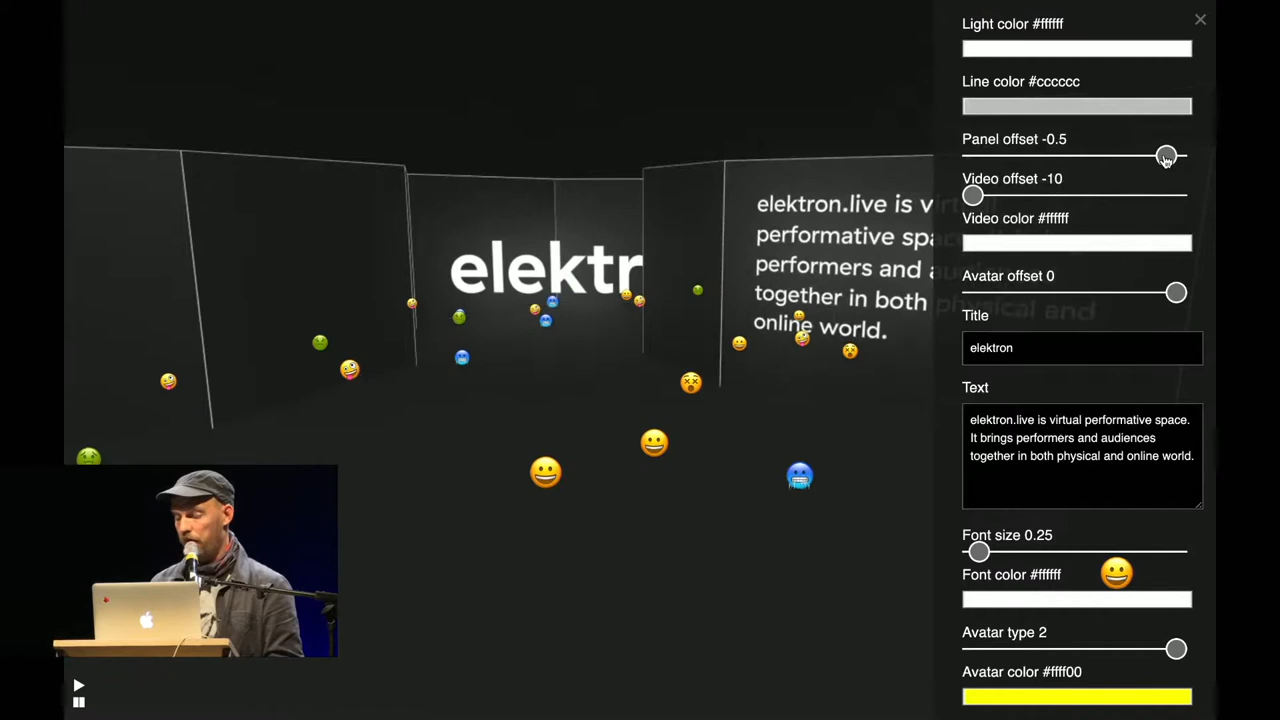 elektr
elektron.live is v
performative spa
performers and a
together in both physical and
online world.
Light color #ffffff
Line color #cccccc
Panel offset -0.5
Video offset -10
Video color #ffffff
Avatar offset 0
Title
elektron
Text
elektron.live is virtual performative space.
It brings performers and audiences
together in both physical and online world.
Font size 0.25
Font color #ffffff
Avatar type 2
Avatar color #ffff00